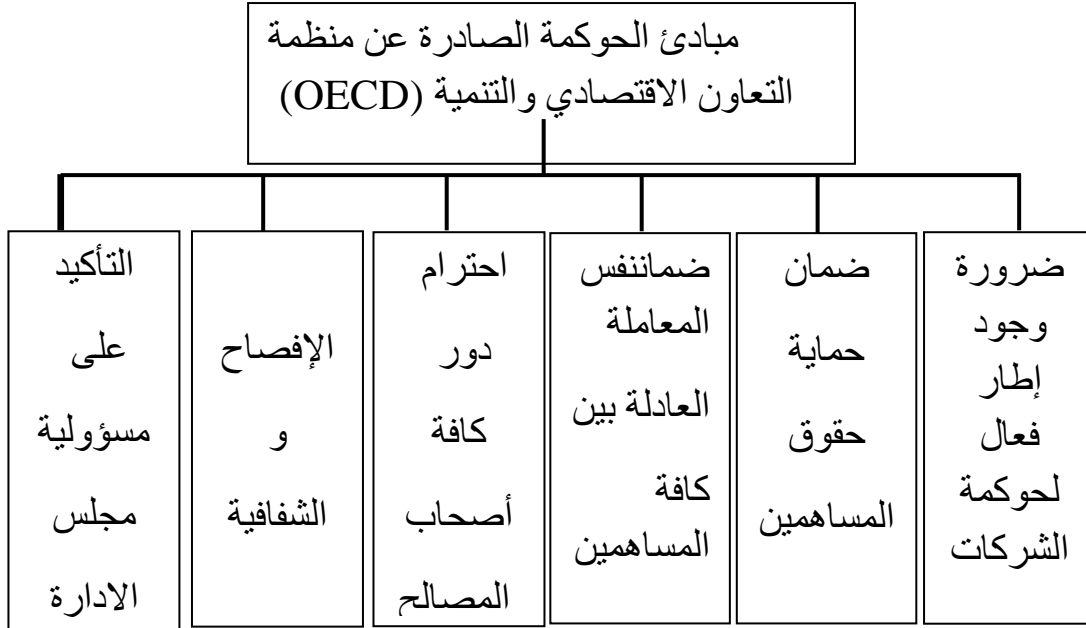 مبادئ الحوكمة الصادرة عن منظمة
التعاون الاقتصادي والتنمية (OECD)
ضرورة
وجود
إطار
فعال
لحوكمة
الشركات
ضمان
حماية
حقوق
المساهمين
ضماننفس
المعاملة
العادلة بين
كافة
المساهمين
احترام
دور
كافة
أصحاب
المصالح
الإفصاح
و
الشفافية
التأكيد
على
مسؤولية
مجلس
الادارة